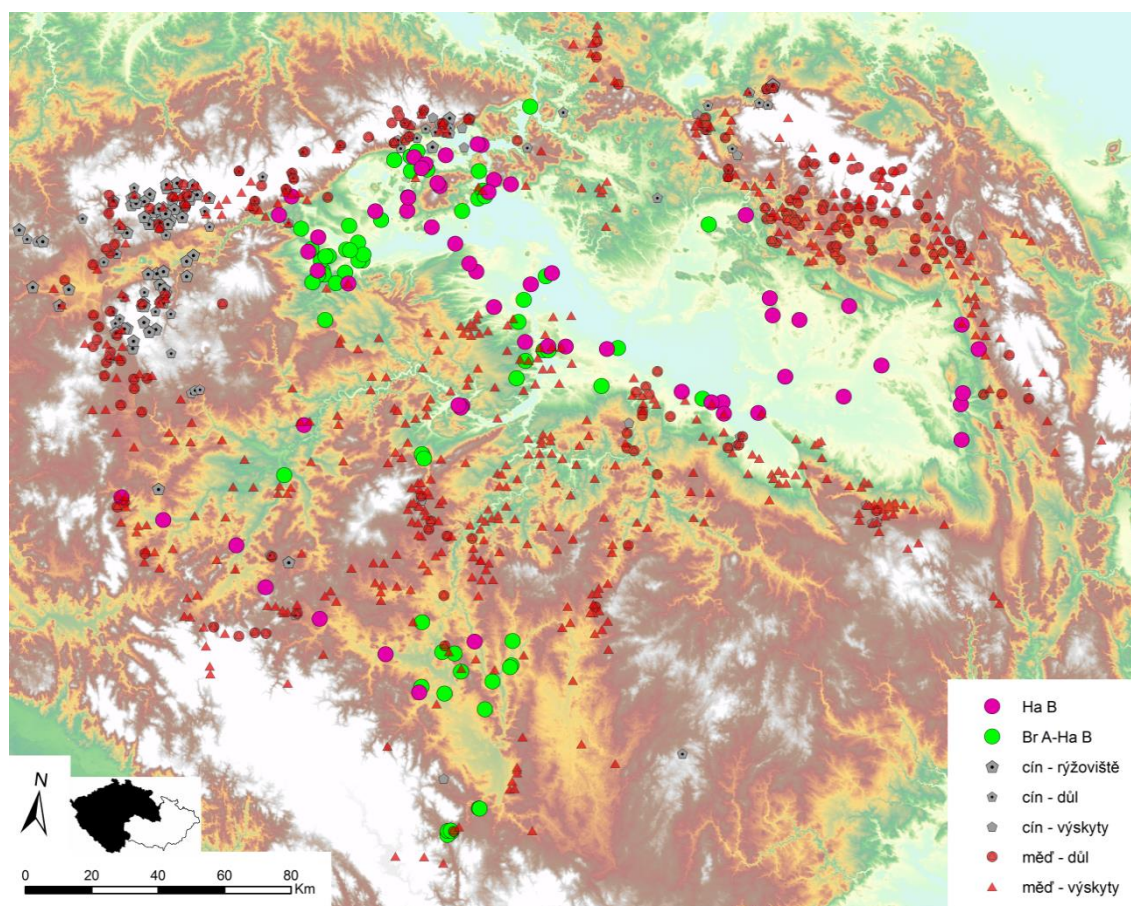 Ha B
Br A-Ha B
cín - rýžoviště
cín - důl
cín - výskyty
měď - důl
měď - výskyty
N
0 20 40 60 80
Km